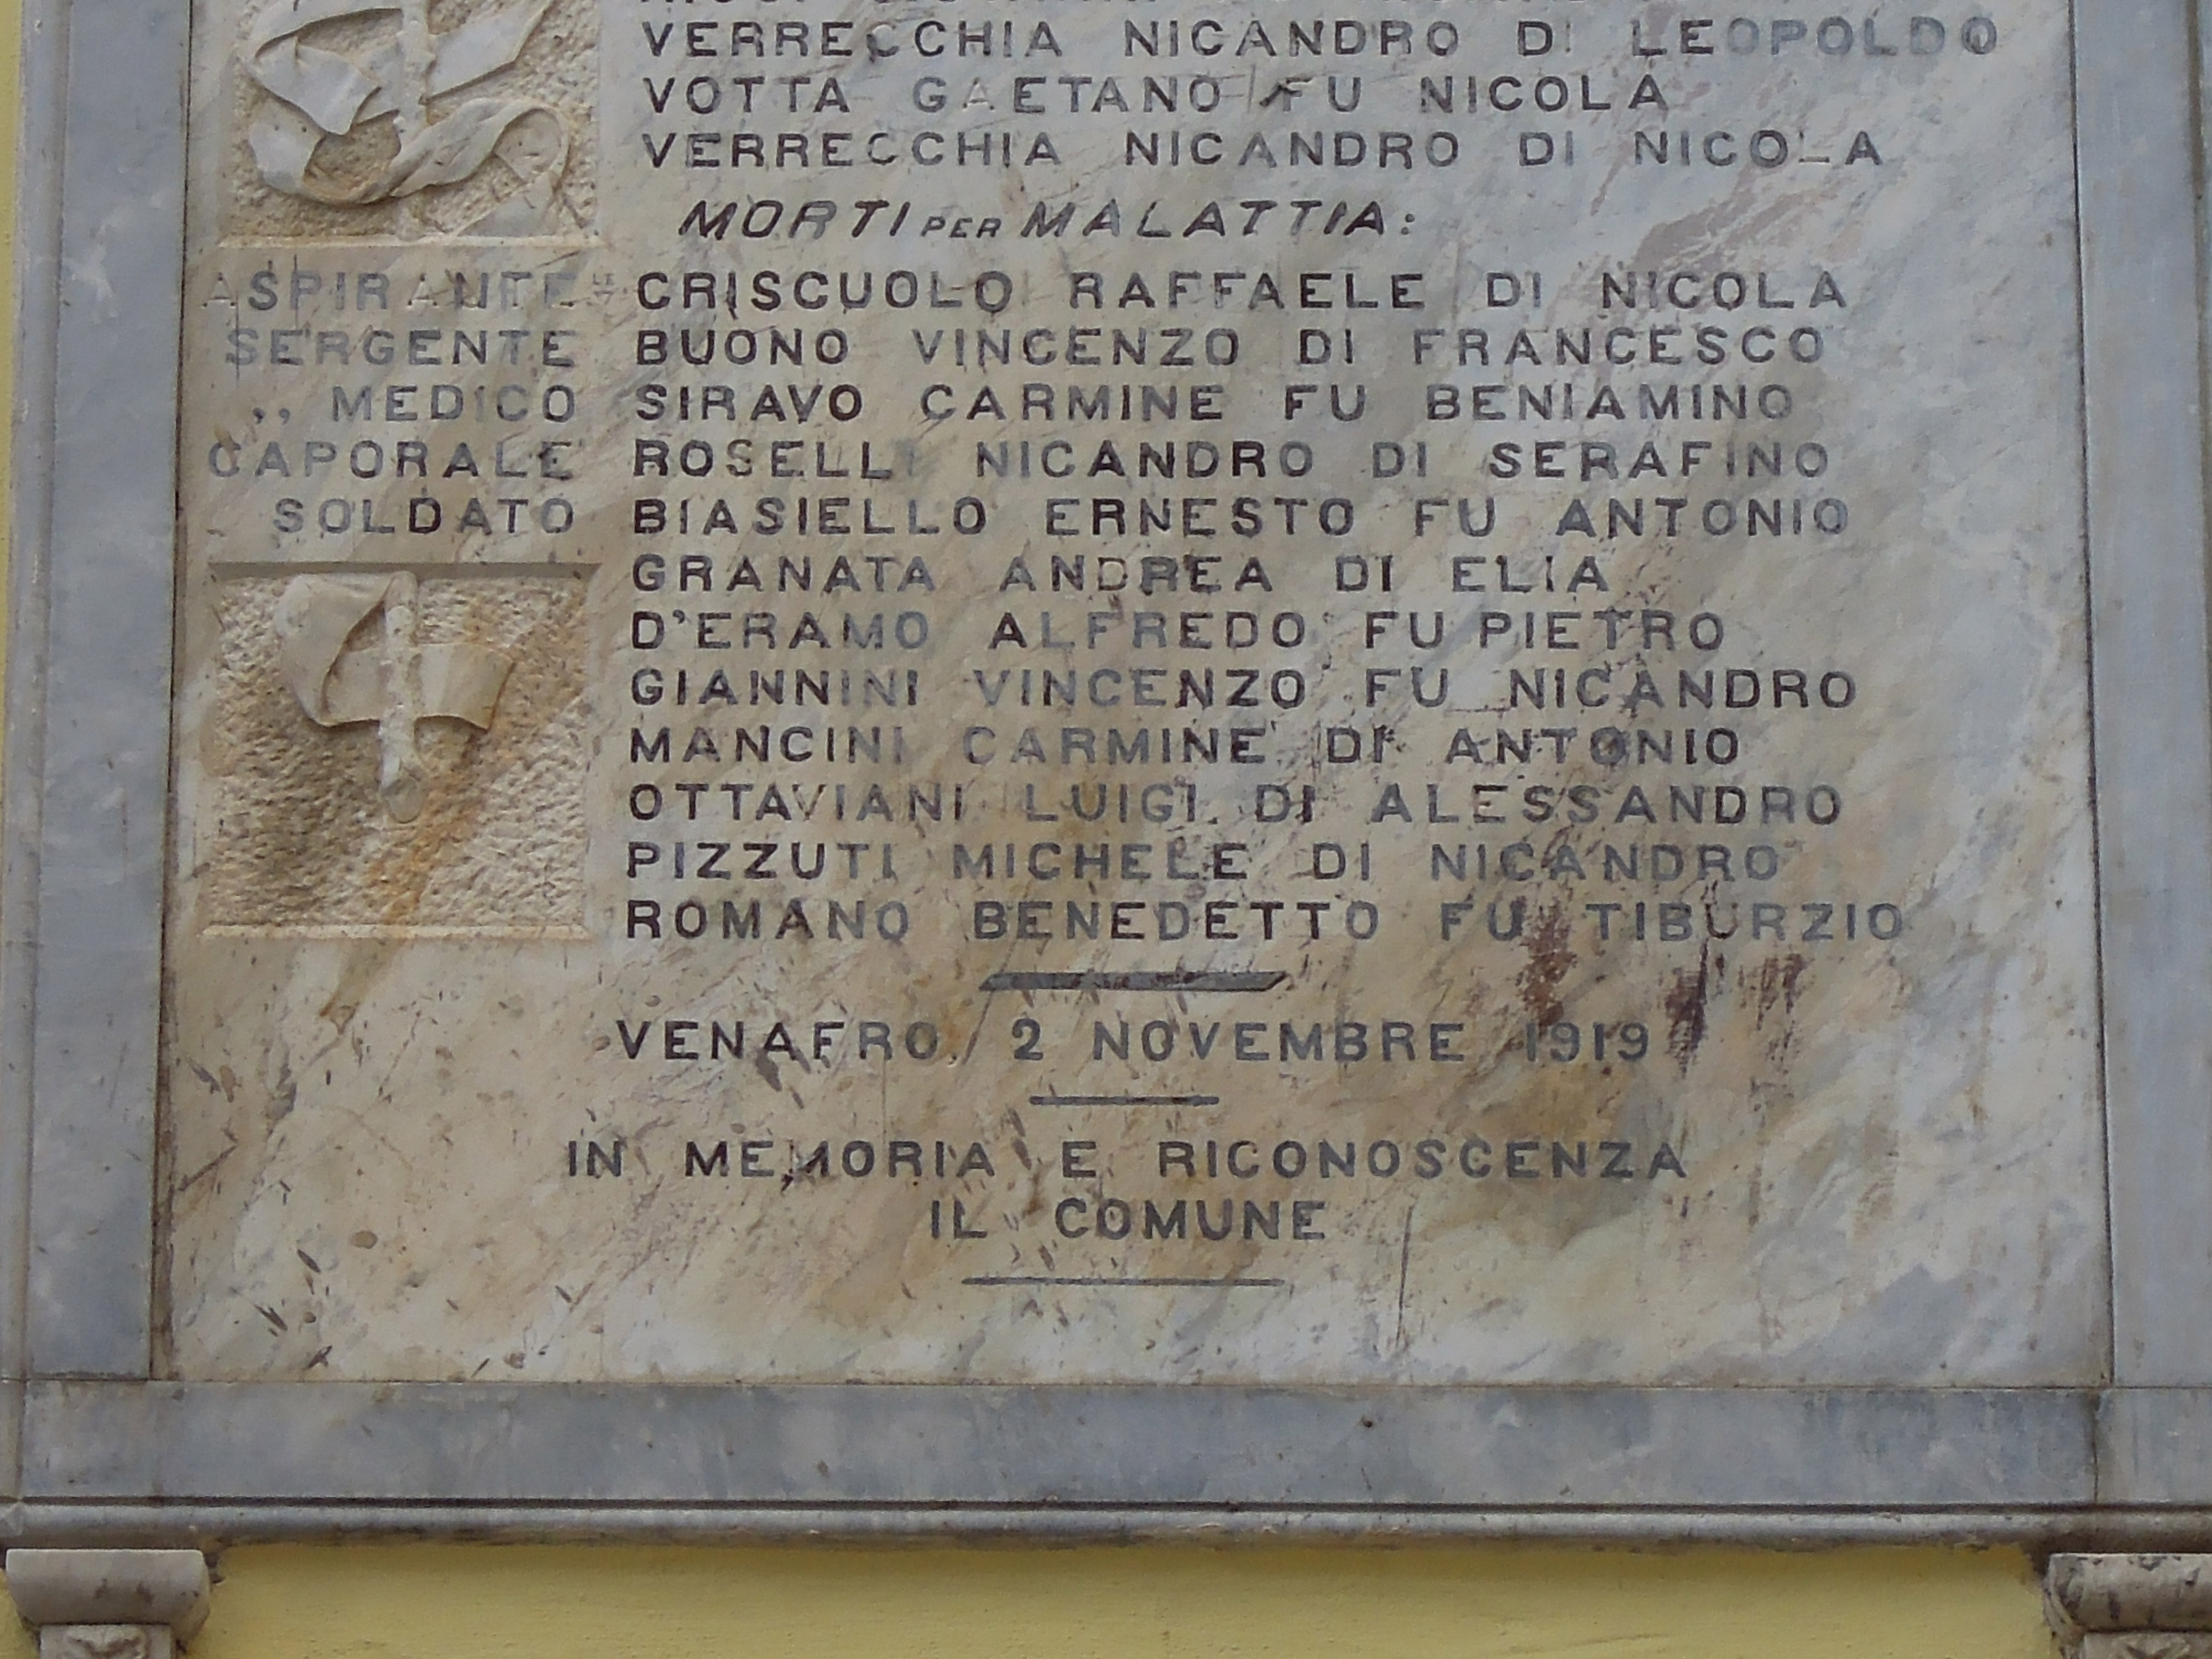 VERRECCHIA NICANDRO DI LEOPOLDO
VOTTA GAETANO FU NICOLA
VERRECCHIA NICANDRO DI NICOLA
MORTI PER MALATTIA:
ASPIRANTE CRISCUOLO RAFFAELE DI NICOLA
SERGENTE BUONO VINCENZO DI FRANCESCO
,, MEDICO SIRAVO CARMINE FU BENIAMINO
CAPORALE ROSELLI NICANDRO DI SERAFINO
SOLDATO BIASIELLO ERNESTO FU ANTONIO
GRANATA ANDREA DI ELIA
D'ERAMO ALFREDO FU PIETRO
GIANNINI VINCENZO FU NICANDRO
MANCINI CARMINE DI ANTONIO
OTTAVIANI LUIGI DI ALESSANDRO
PIZZUTI MICHELE DI NICANDRO
ROMANO BENEDETTO FU TIBURZIO
VENAFRO, 2 NOVEMBRE 1919
IN MEMORIA E RICONOSCENZA
IL COMUNE